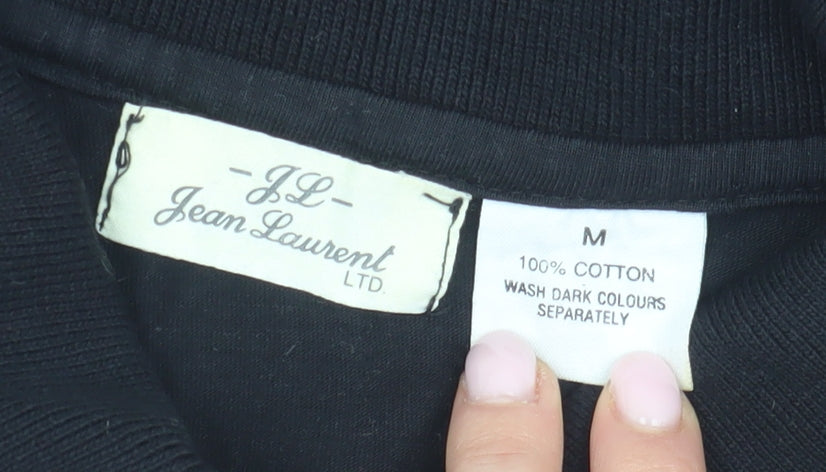 -JL-
Jean Laurent
LTD.
M
100% COTTON
WASH DARK COLOURS
SEPARATELY